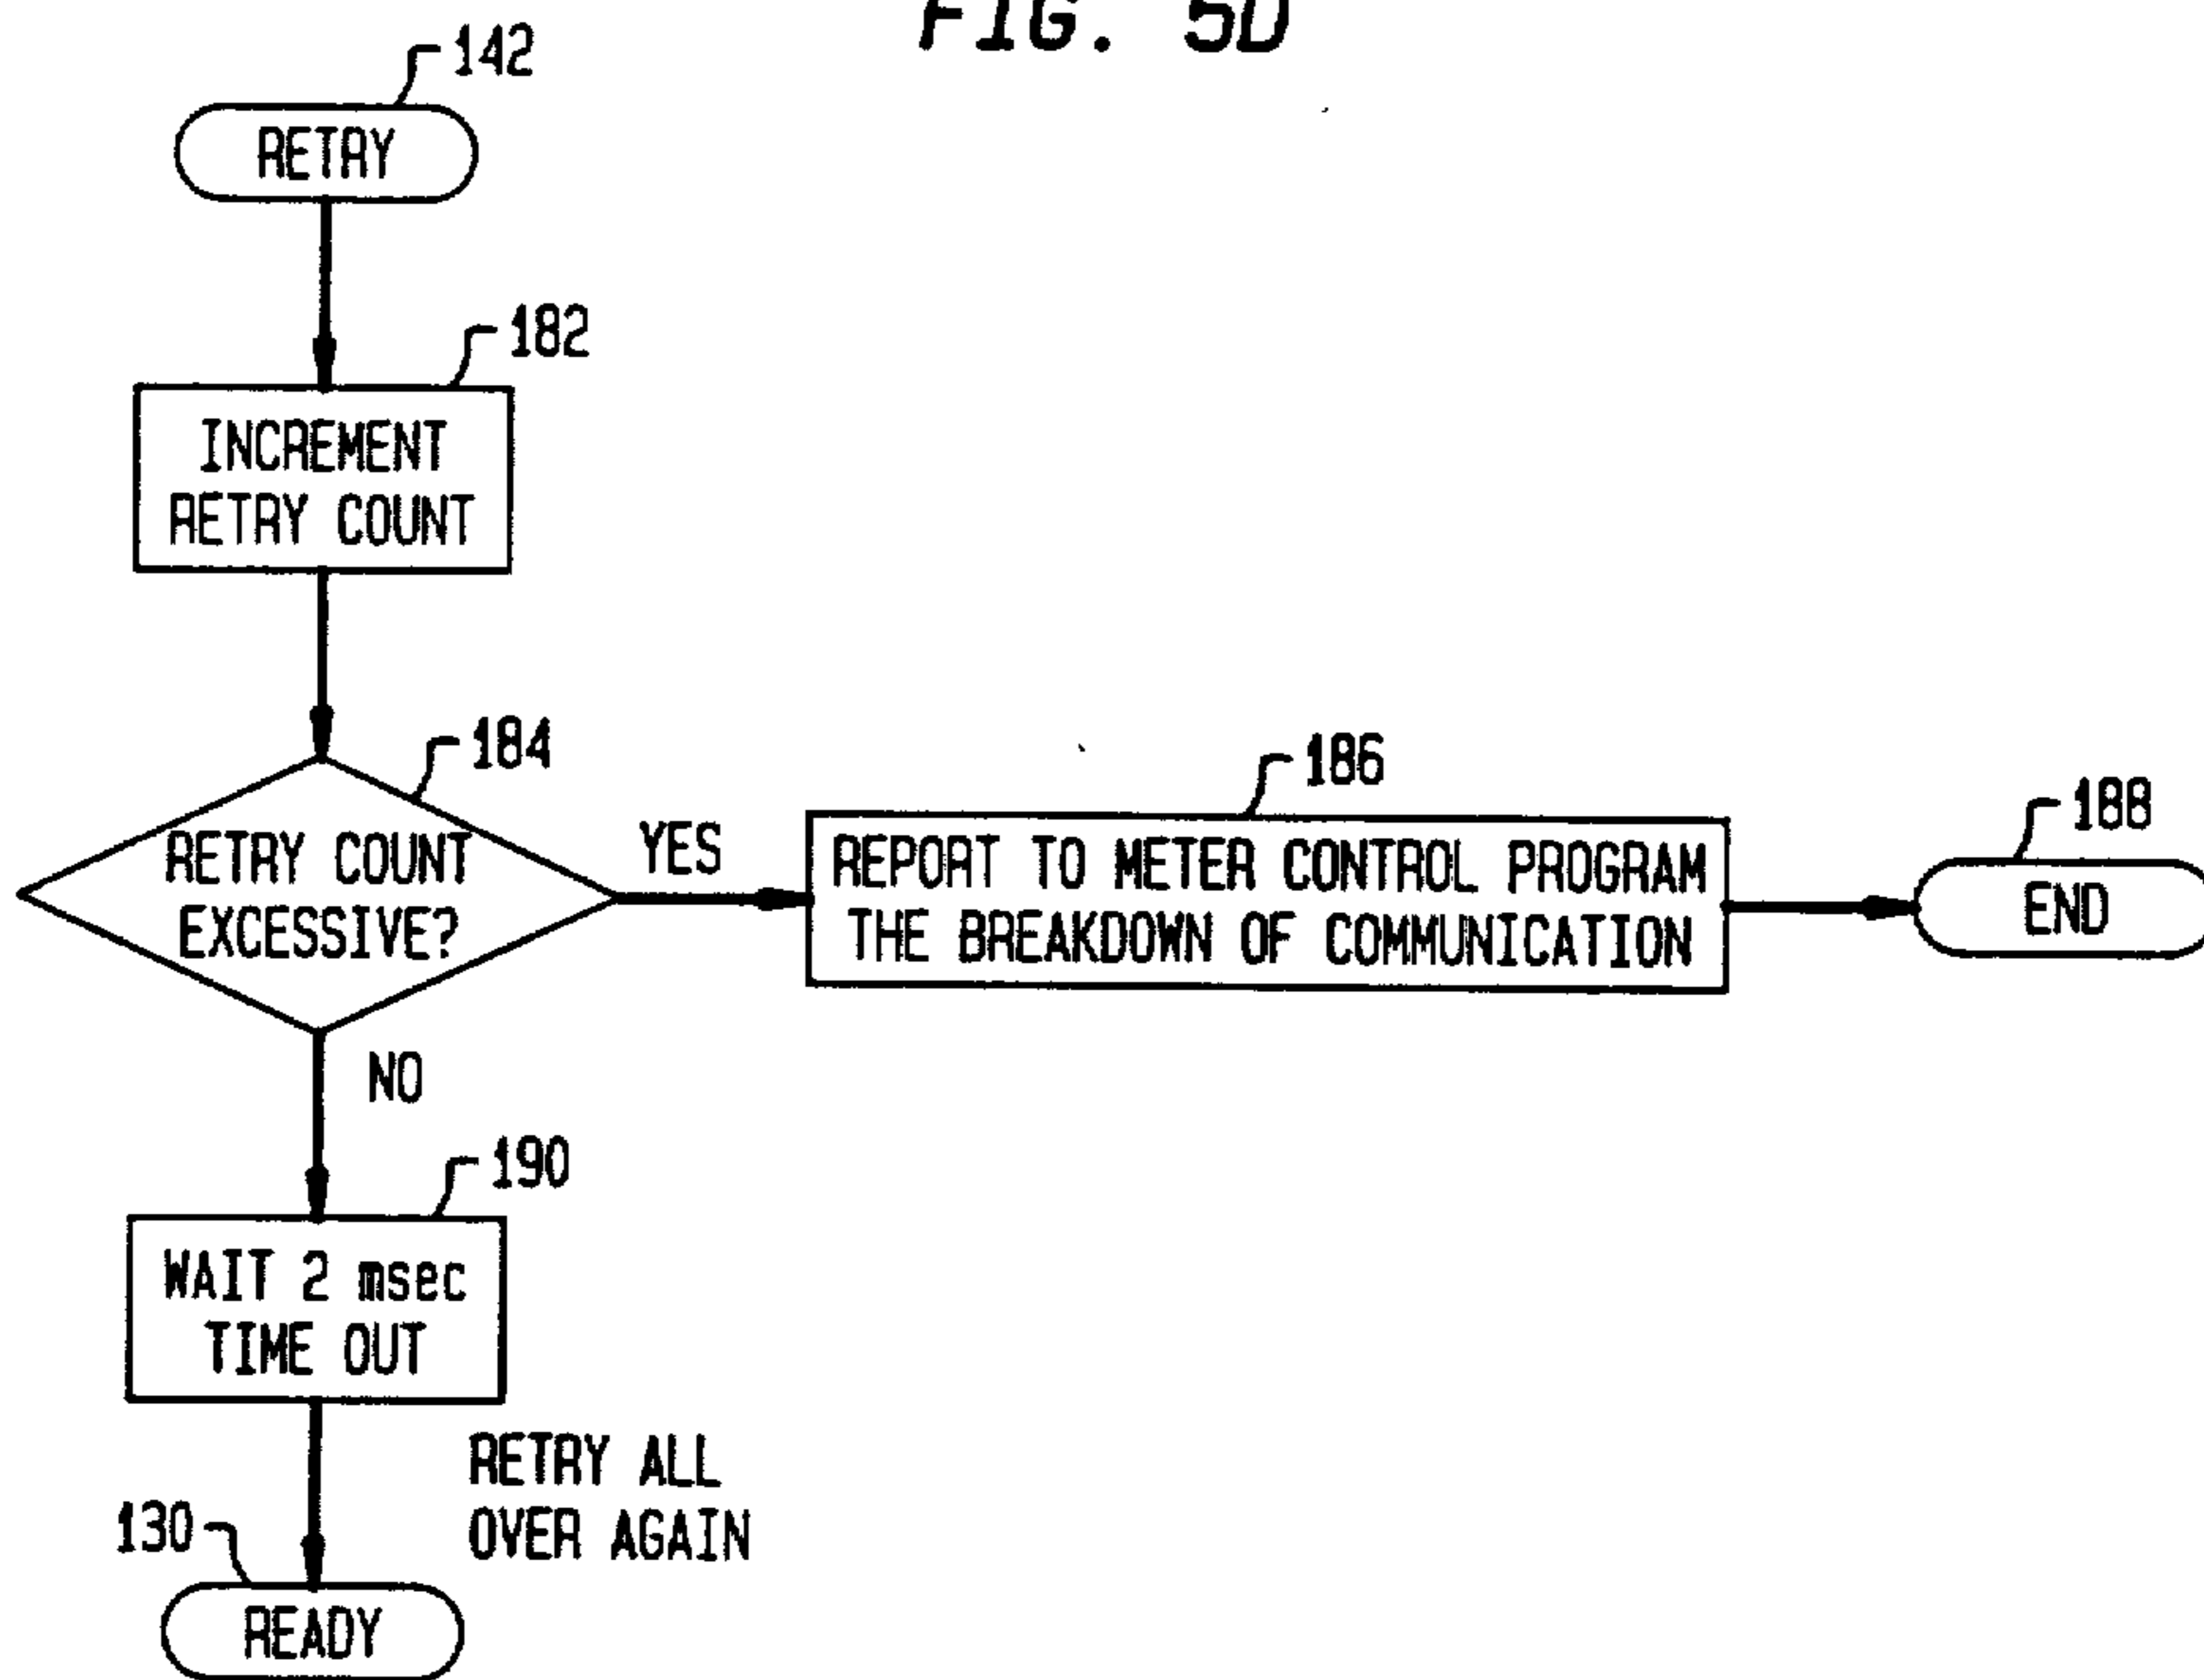 FIG. 5D
142
RETRY
182
INCREMENT
RETRY COUNT
184
RETRY COUNT
EXCESSIVE?
YES
186
REPORT TO METER CONTROL PROGRAM
THE BREAKDOWN OF COMMUNICATION
188
END
NO
190
WAIT 2 msec
TIME OUT
RETRY ALL
OVER AGAIN
130
READY